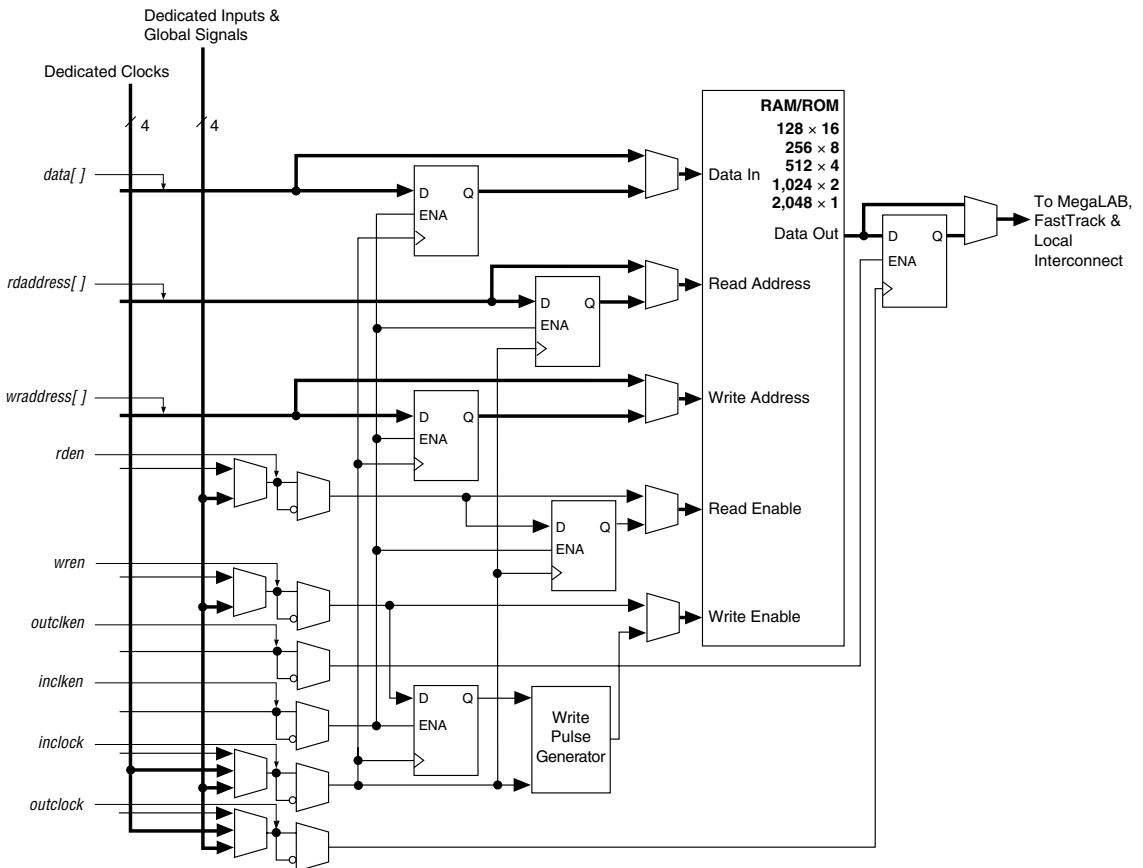 Dedicated Inputs &
Global Signals
Dedicated Clocks
4
4
RAM/ROM
128 × 16
256 × 8
512 × 4
1,024 × 2
2,048 × 1
data[ ]
D
Q
ENA
Data In
Data Out
D
Q
ENA
To MegaLAB,
FastTrack &
Local
Interconnect
rdaddress[ ]
D
Q
ENA
Read Address
wraddress[ ]
D
Q
ENA
Write Address
rden
D
Q
ENA
Read Enable
wren
Write Enable
outclken
inclken
D
Q
ENA
Write
Pulse
Generator
inclock
outclock